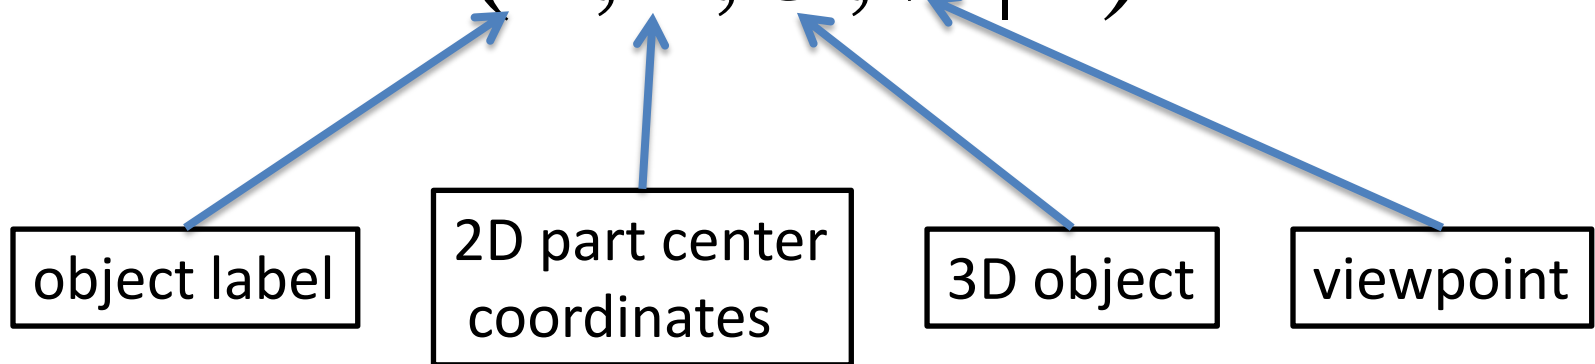 object label
2D part center
coordinates
3D object
viewpoint